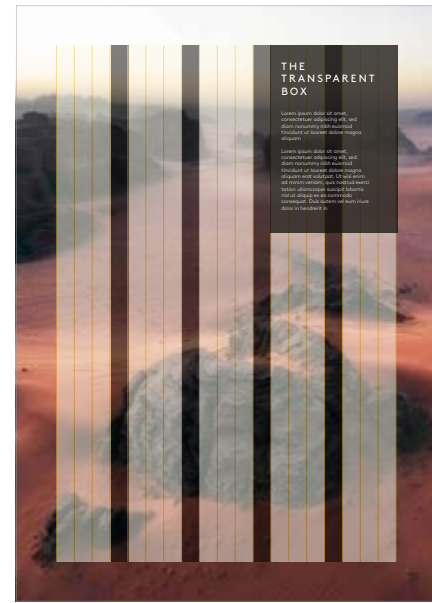 THE
TRANSPARENT
BOX
Lorem ipsum dolor sit amet,
consectetuer adipiscing elit, sed
diam nonummy nibh euismod
tincidunt ut laoreet dolore magna
aliquam
Lorem ipsum dolor sit amet,
consectetuer adipiscing elit, sed
diam nonummy nibh euismod
tincidunt ut laoreet dolore magna
aliquam erat volutpat. Ut wisi enim
ad minim veniam, quis nostrud exerci
tation ullamcorper suscipit lobortis
nisl ut aliquip ex ea commodo
consequat. Duis autem vel eum iriure
dolor in hendrerit in